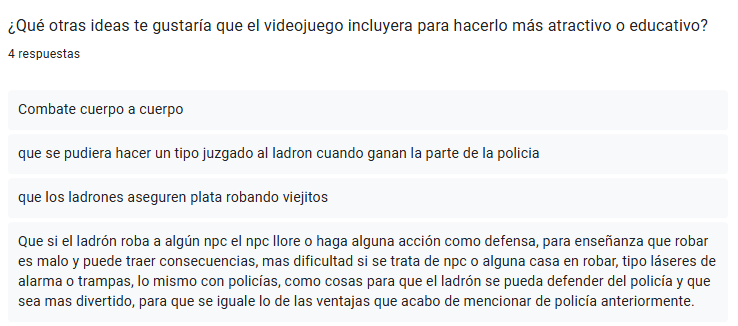 ¿Qué otras ideas te gustaría que el videojuego incluyera para hacerlo más atractivo o educativo?
4 respuestas
Combate cuerpo a cuerpo
que se pudiera hacer un tipo juzgado al ladron cuando ganan la parte de la policia
que los ladrones aseguren plata robando viejitos
Que si el ladrón roba a algún npc el npc llore o haga alguna acción como defensa, para enseñanza que robar
es malo y puede traer consecuencias, mas dificultad si se trata de npc o alguna casa en robar, tipo láseres de
alarma o trampas, lo mismo con policías, como cosas para que el ladrón se pueda defender del policía y que
sea mas divertido, para que se iguale lo de las ventajas que acabo de mencionar de policía anteriormente.